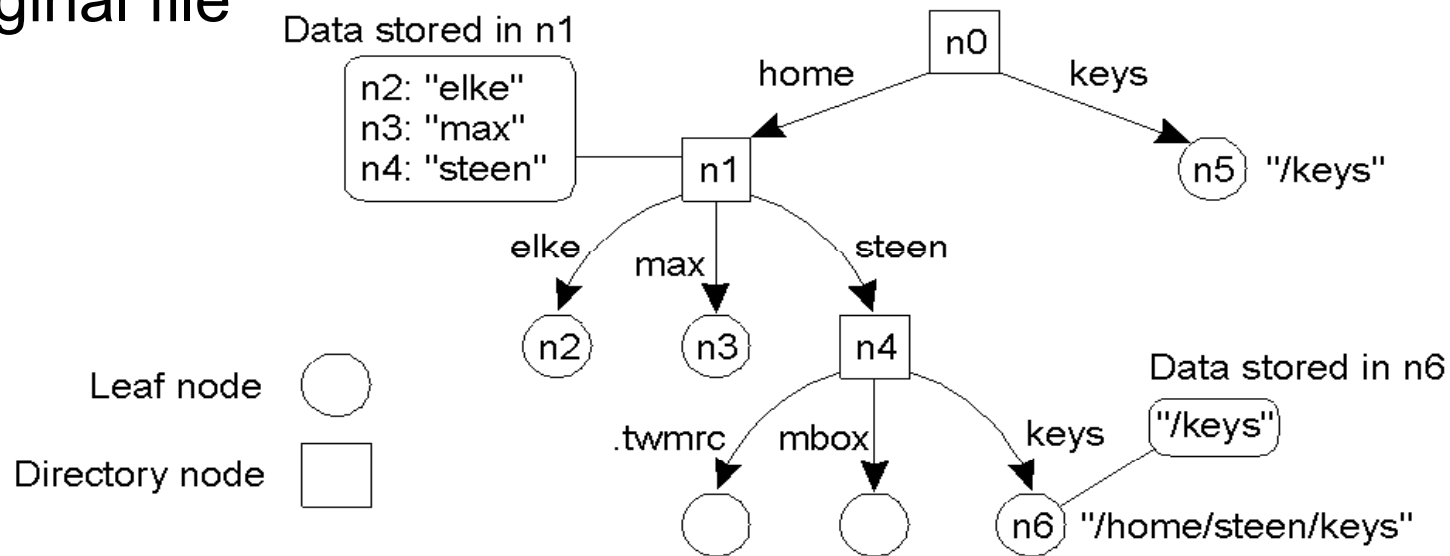 ginal file
Data stored in n1
n0
home
keys
n2: "elke"
n3: "max"
n4: "steen"
n1
n5 "/keys"
elke
max
steen
n2
n3
n4
Leaf node
Data stored in n6
"/keys"
.twmrc
mbox
keys
Directory node
n6 "/home/steen/keys"